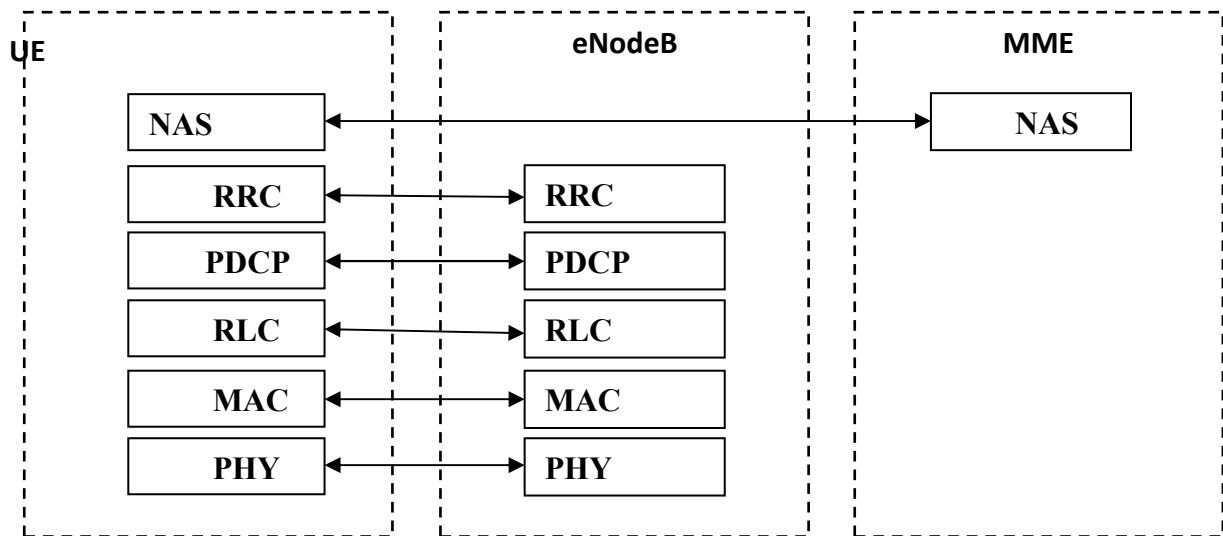 UE eNodeB MME
NAS NAS
RRC RRC
PDCP PDCP
RLC RLC
MAC MAC
PHY PHY